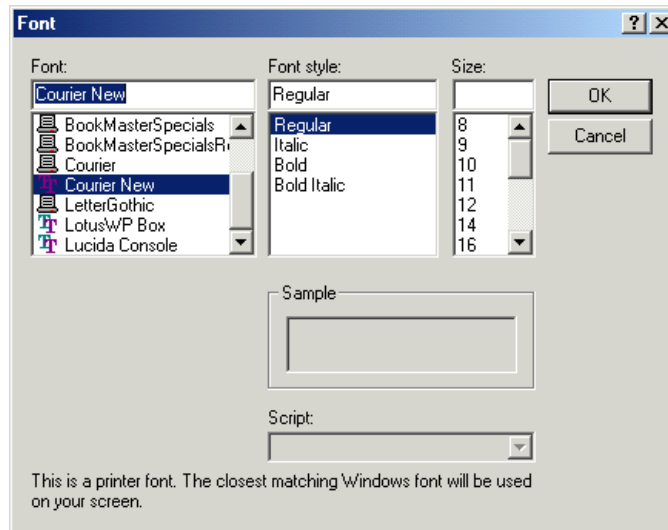 Font
Font:
Courier New
BookMasterSpecials
BookMasterSpecialsR
Courier
Courier New
LetterGothic
LotusWP Box
Lucida Console
Font style:
Regular
Regular
Italic
Bold
Bold Italic
Size:
8
9
10
11
12
14
16
OK
Cancel
Sample
Script:
This is a printer font. The closest matching Windows font will be used
on your screen.